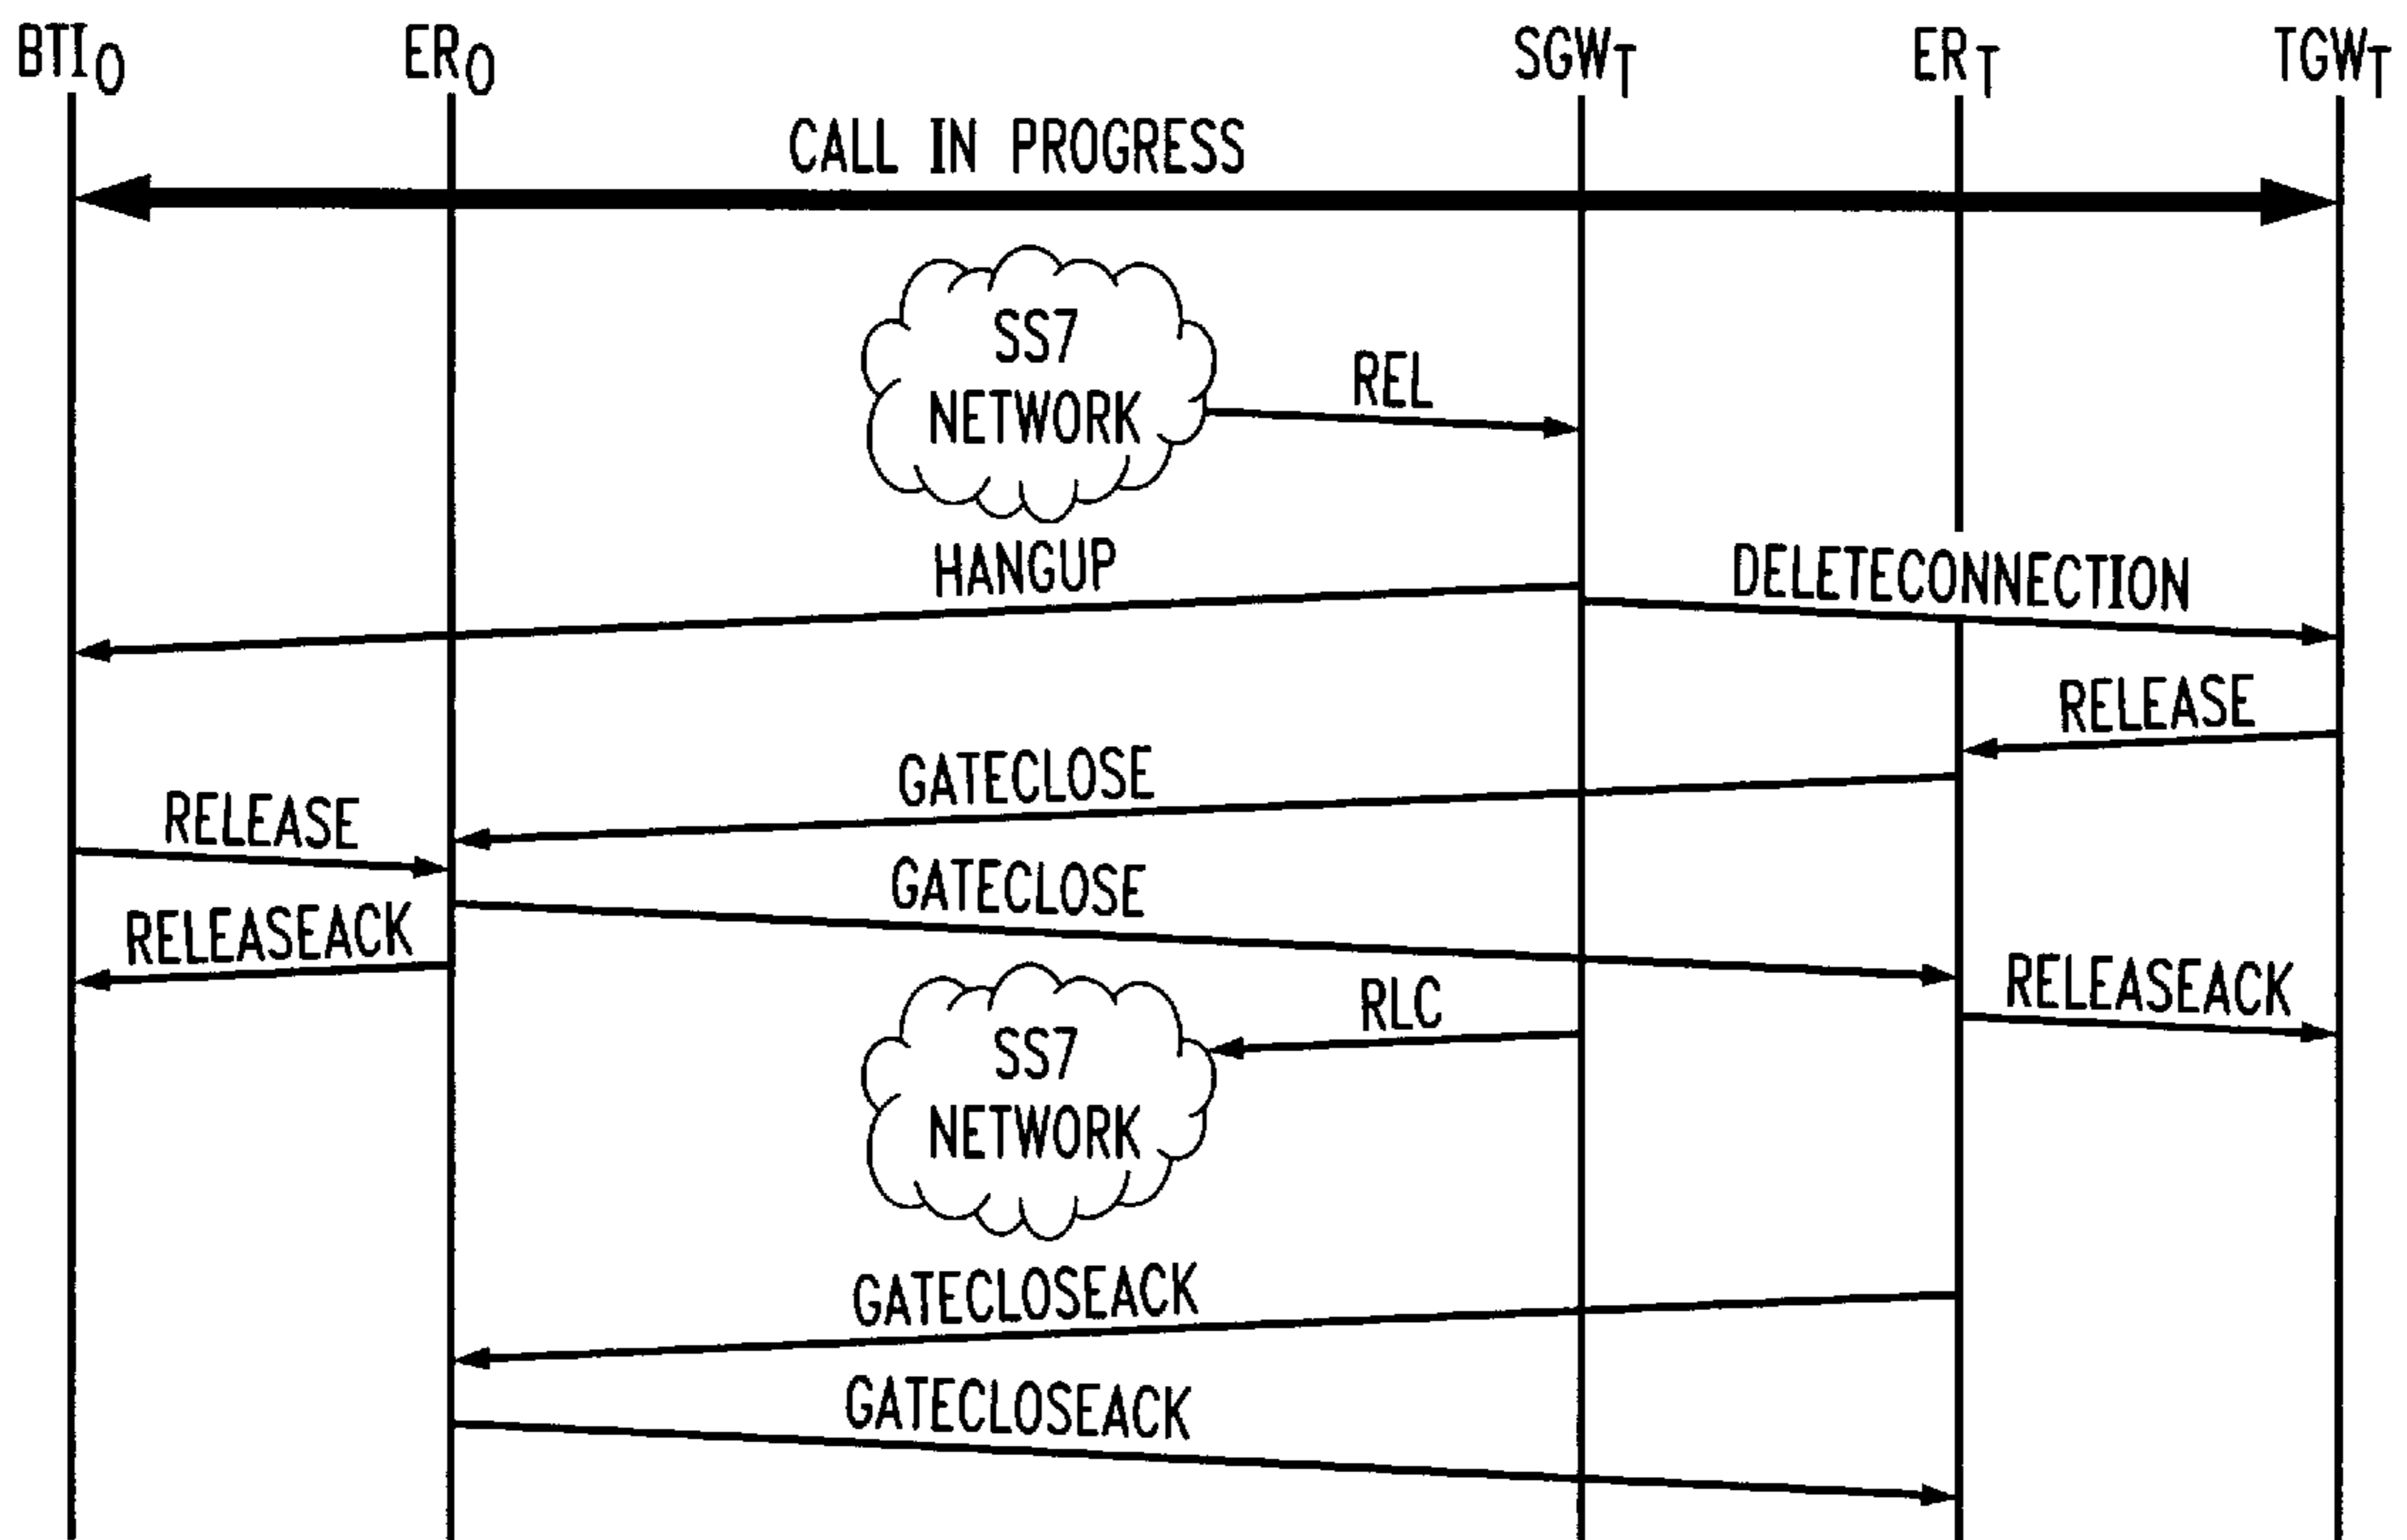 BTIO ERO SGWT ERT TGWT
CALL IN PROGRESS
SS7
NETWORK
REL
HANGUP
DELETECONNECTION
RELEASE
GATECLOSE
RELEASE
GATECLOSE
RELEASEACK
RELEASEACK
RLC
SS7
NETWORK
GATECLOSEACK
GATECLOSEACK